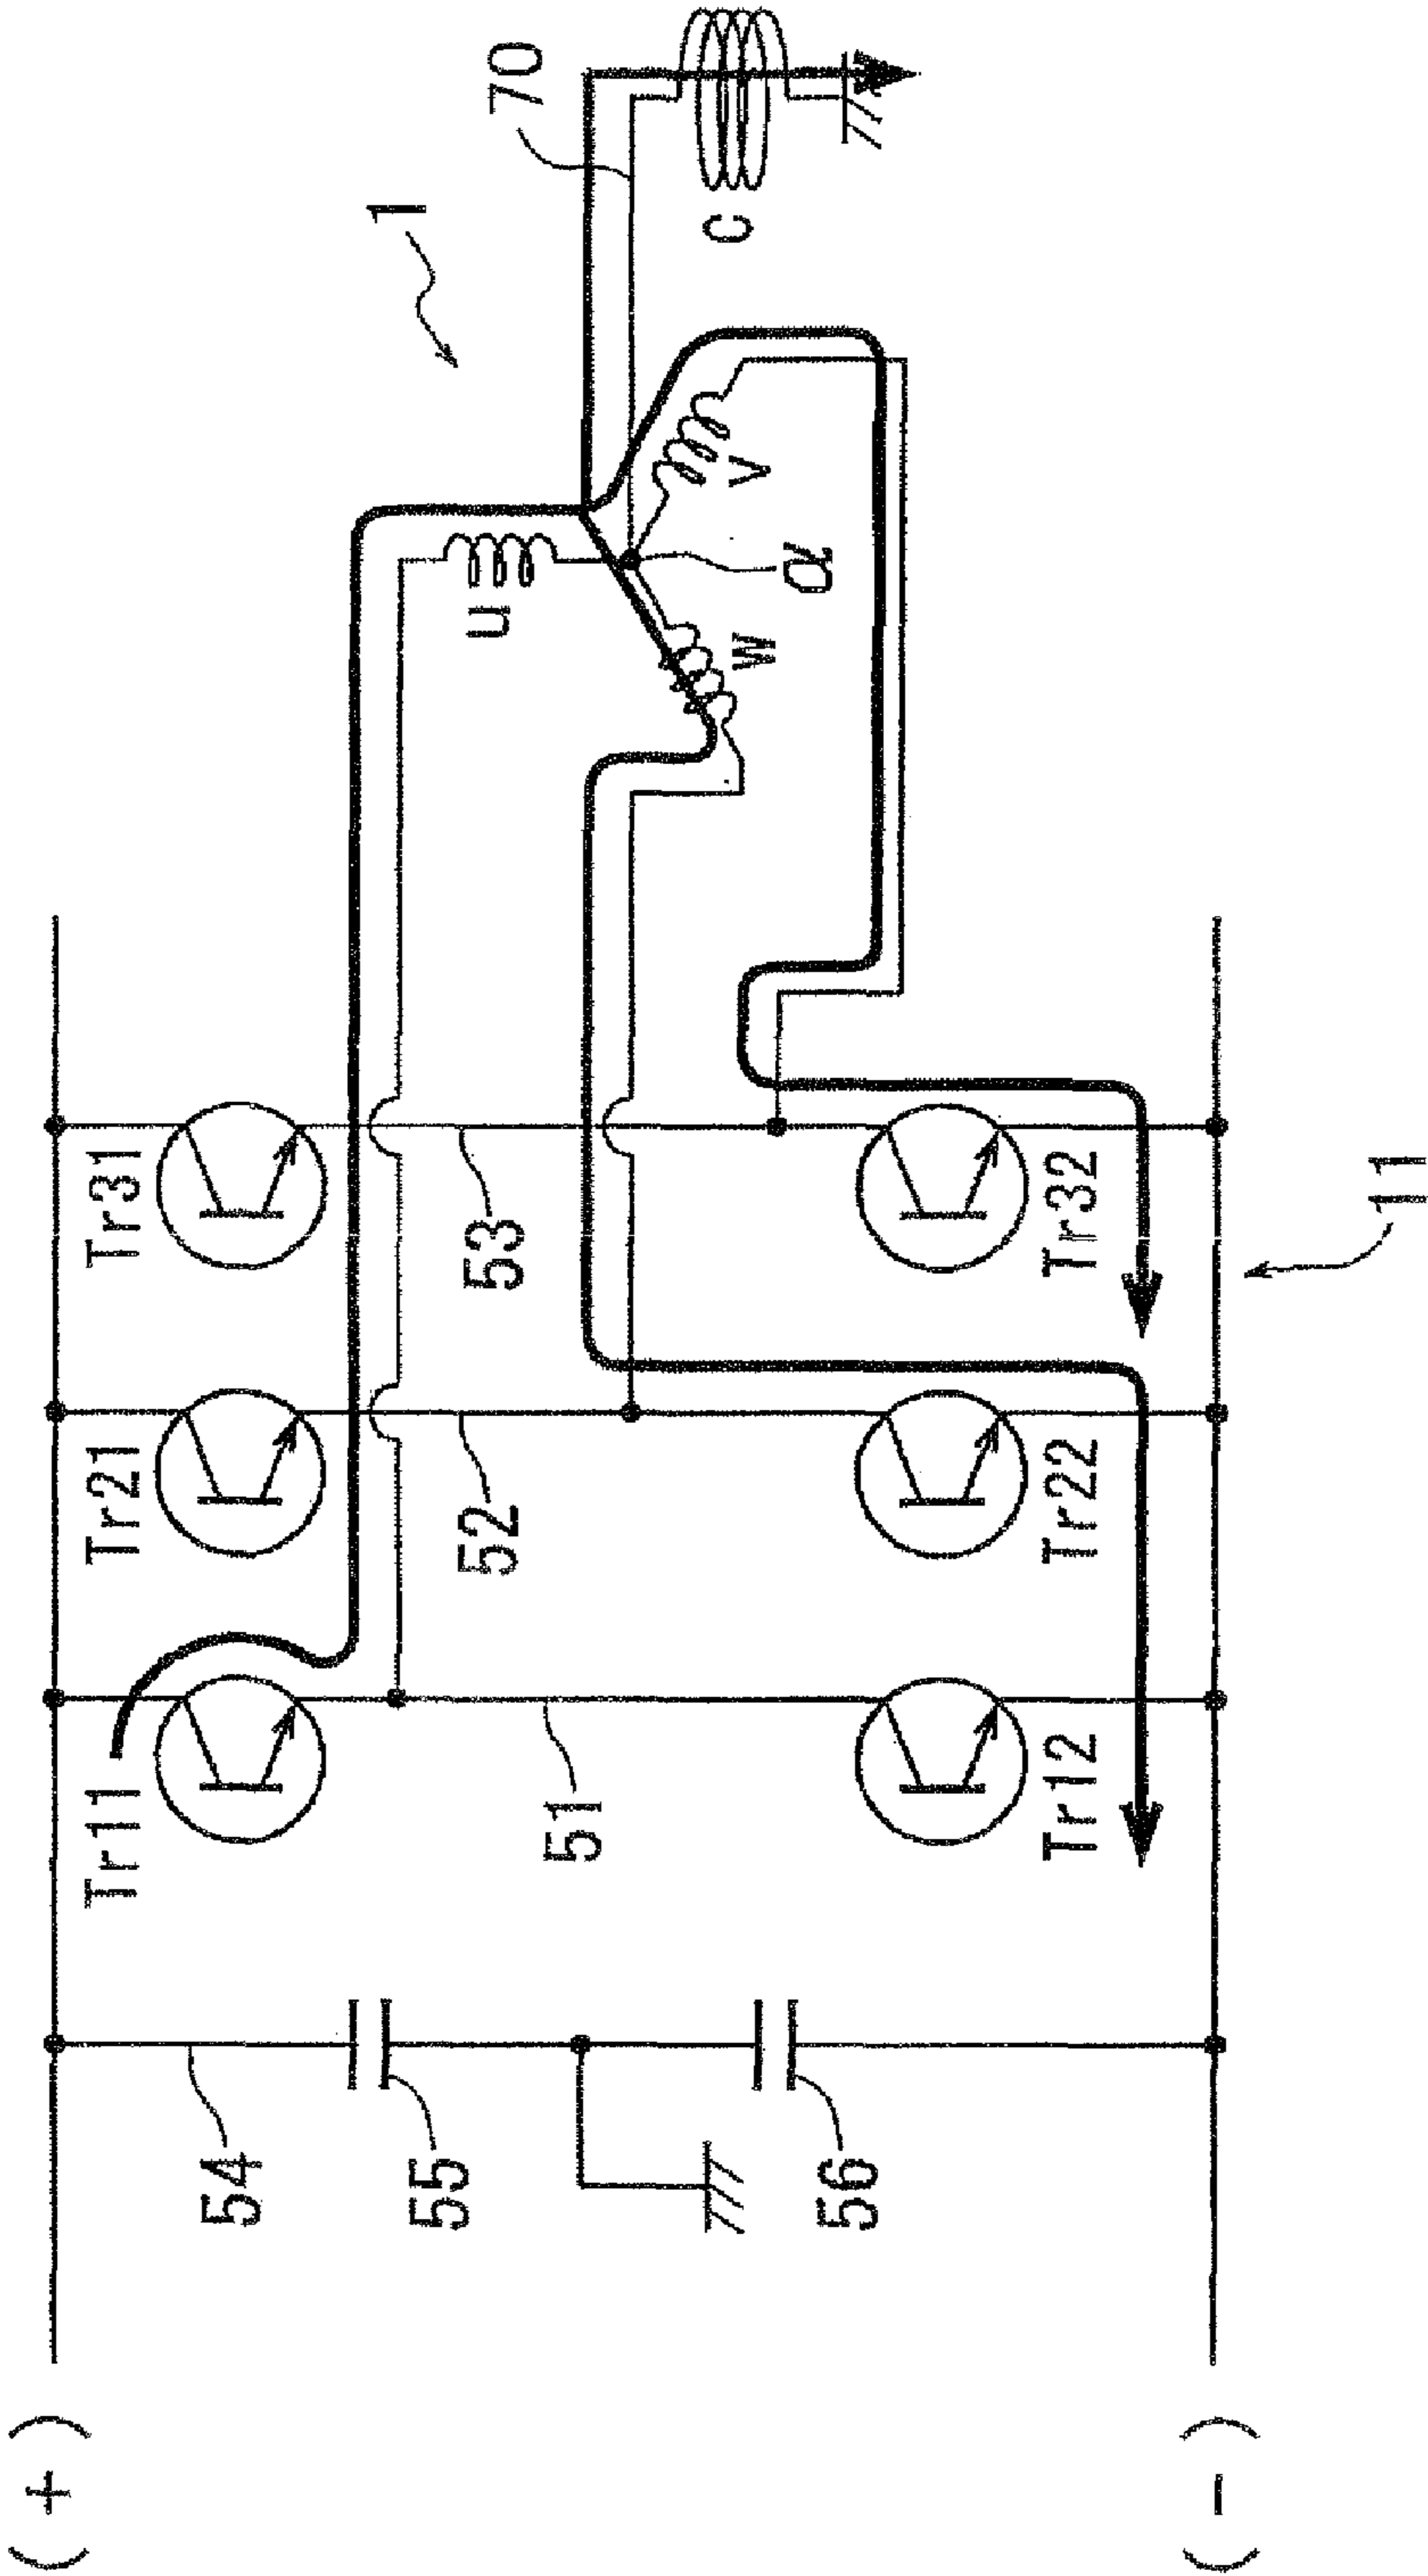 (+)
Tr11
Tr21
Tr31
1
70
54
55
51
52
53
u
w
v
α
c
56
Tr12
Tr22
Tr32
11
(-)